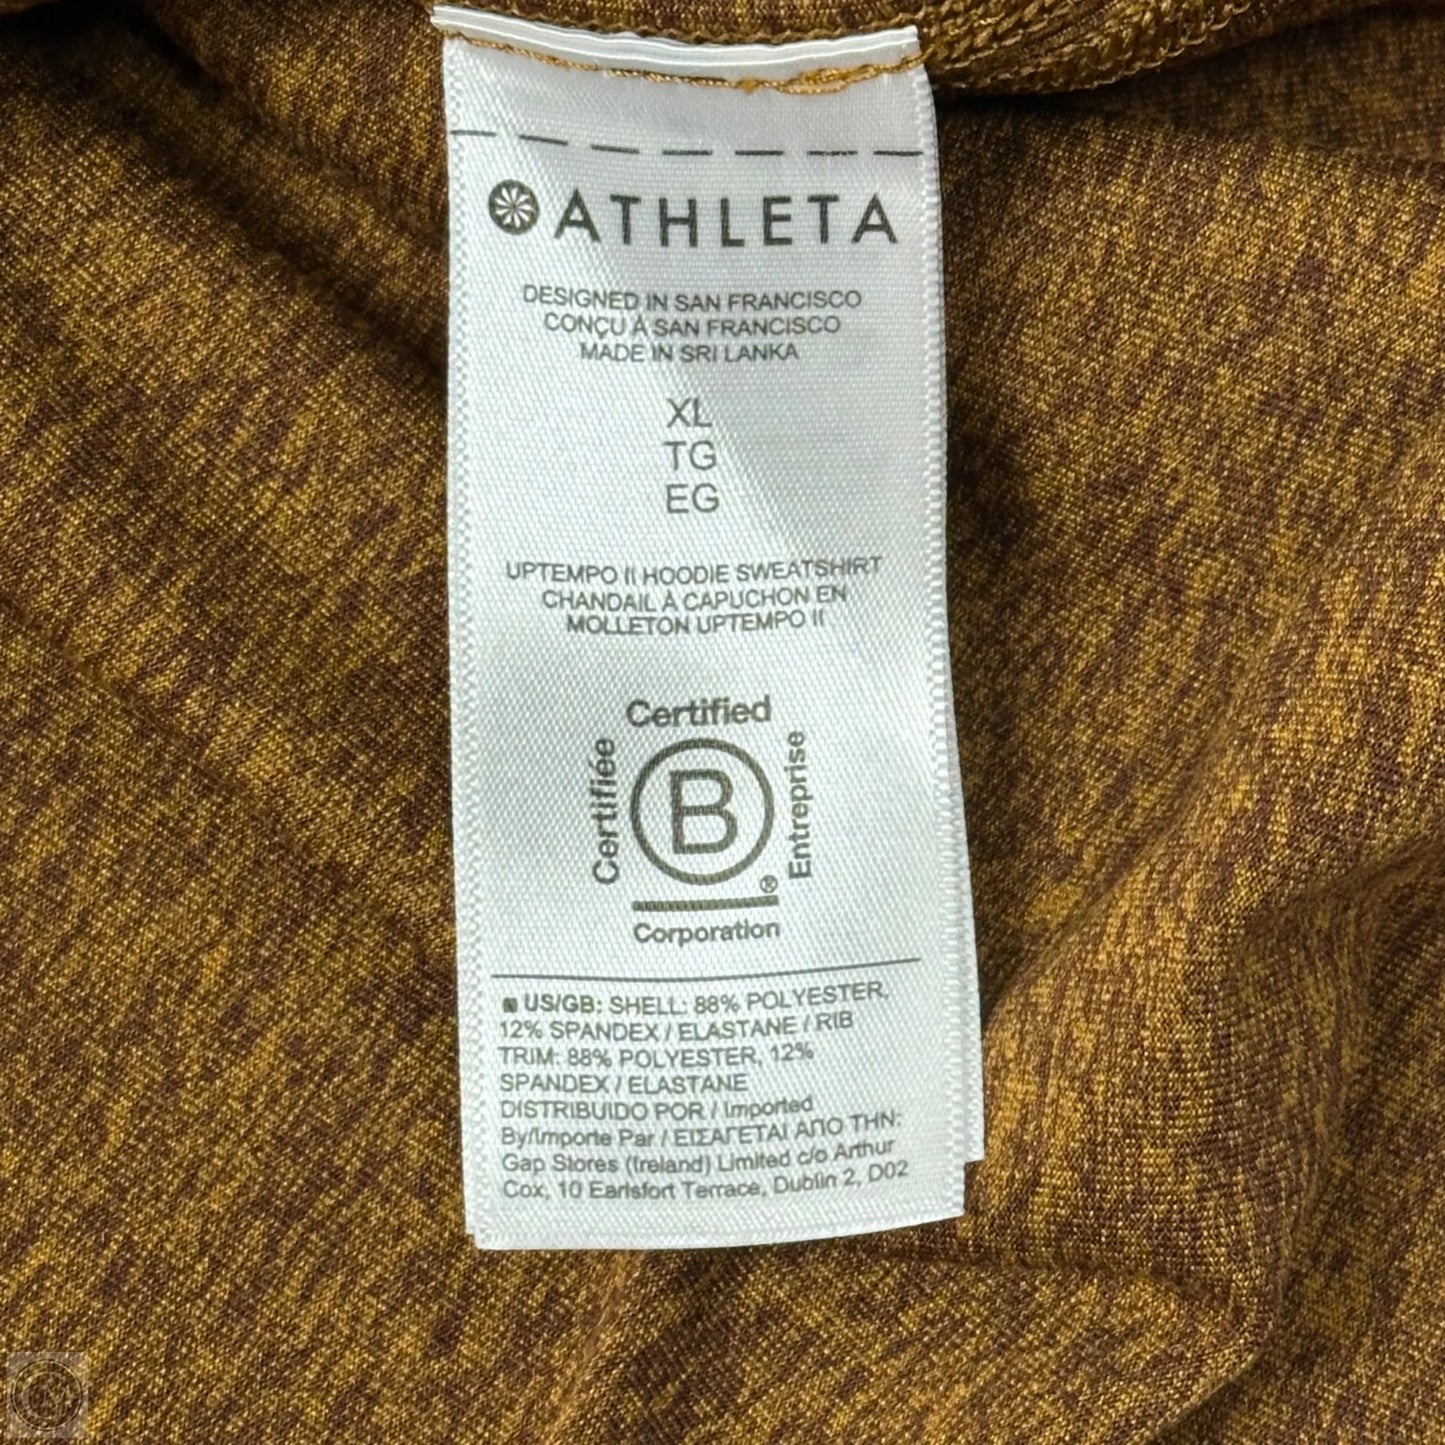 ATHLETA
DESIGNED IN SAN FRANCISCO
CONÇU À SAN FRANCISCO
MADE IN SRI LANKA
XL
TG
EG
UPTEMPO II HOODIE SWEATSHIRT
CHANDAIL À CAPUCHON EN
MOLLETON UPTEMPO II
Certified
Certifiée
B
Entreprise
®
Corporation
US/GB: SHELL: 88% POLYESTER,
12% SPANDEX / ELASTANE / RIB
TRIM: 88% POLYESTER, 12%
SPANDEX / ELASTANE
DISTRIBUIDO POR / Imported
By/Importe Par / ΕΙΣΑΓΕΤΑΙ ΑΠΟ ΤΗΝ:
Gap Stores (Ireland) Limited c/o Arthur
Cox, 10 Earlsfort Terrace, Dublin 2, D02